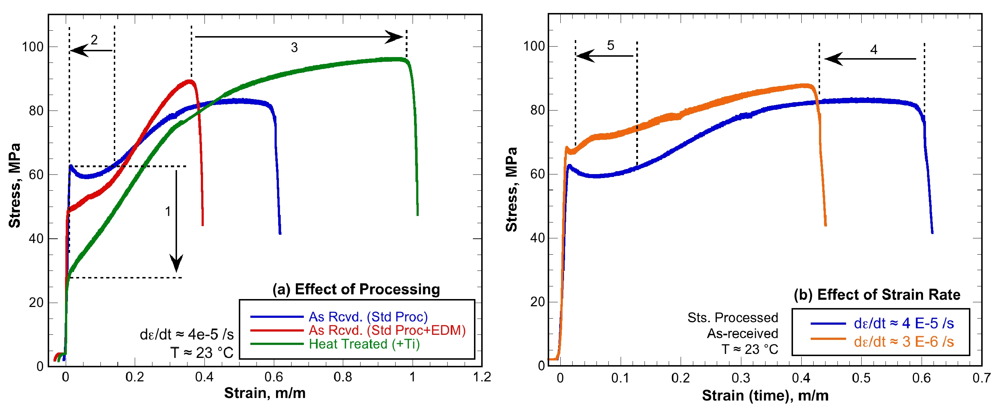 2
3
5
4
100
80
60
40
20
0
1
Stress, MPa
(a) Effect of Processing
As Rcvd. (Std Proc)
As Rcvd. (Std Proc+EDM)
Heat Treated (+Ti)
dε/dt ≈ 4e-5 /s
T ≈ 23 °C
0 0.2 0.4 0.6 0.8 1 1.2
Strain, m/m
100
80
60
40
20
0
Stress, MPa
(b) Effect of Strain Rate
Sts. Processed
As-received
T ≈ 23 °C
dε/dt ≈ 4 E-5 /s
dε/dt ≈ 3 E-6 /s
0 0.1 0.2 0.3 0.4 0.5 0.6 0.7
Strain (time), m/m